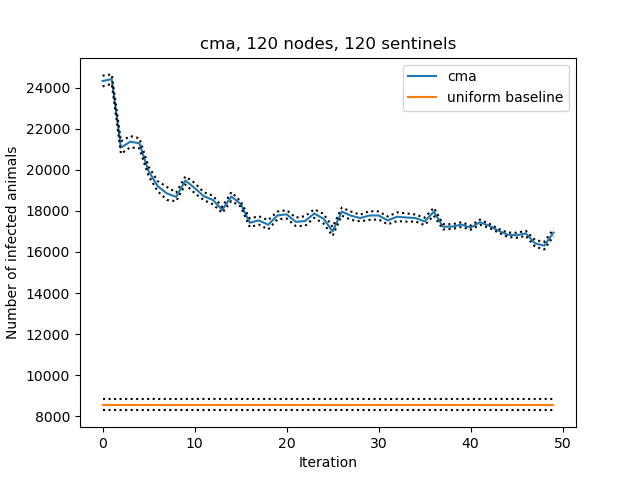 cma, 120 nodes, 120 sentinels
cma
uniform baseline
Number of infected animals
24000
22000
20000
18000
16000
14000
12000
10000
8000
0 10 20 30 40 50
Iteration